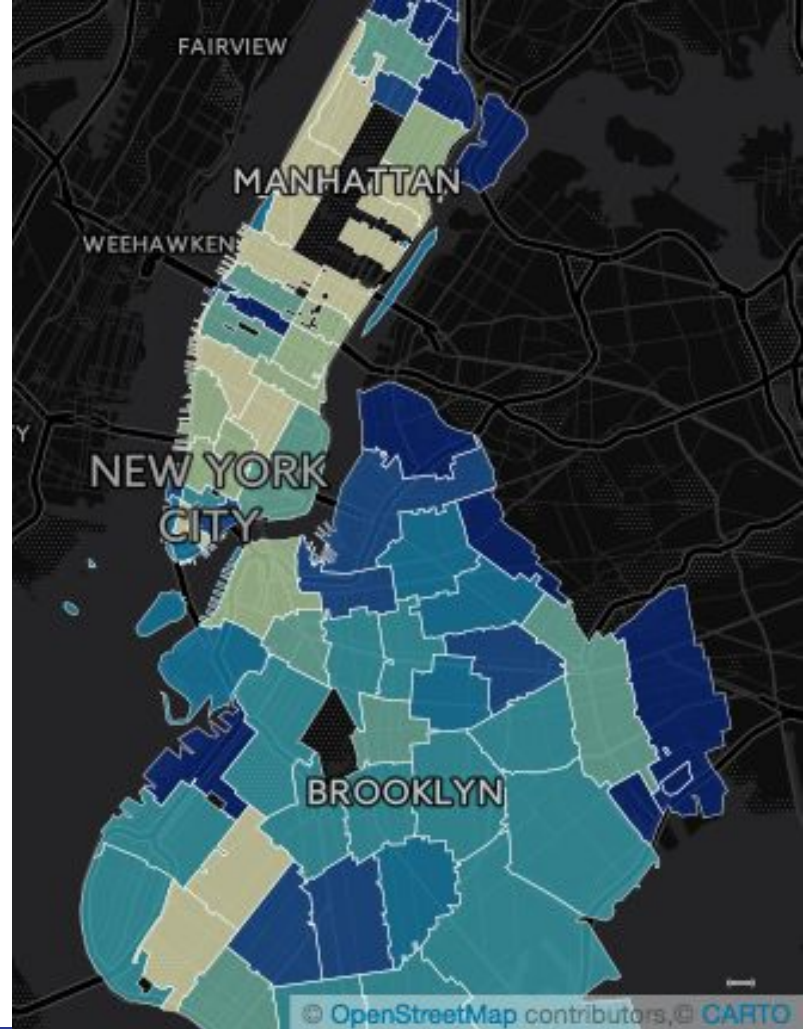 FAIRVIEW
MANHATTAN
WEEHAWKEN
Y
NEW YORK
CITY
BROOKLYN
© OpenStreetMap contributors,© CARTO